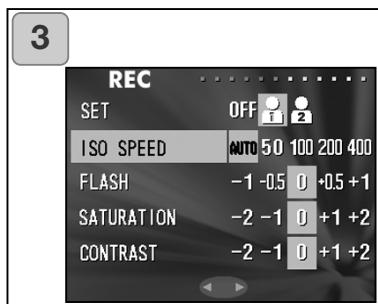 3
REC
SET OFF 1 2
ISO SPEED AUTO 50 100 200 400
FLASH −1 -0.5 0 +0.5 +1
SATURATION −2 −1 0 +1 +2
CONTRAST −2 −1 0 +1 +2